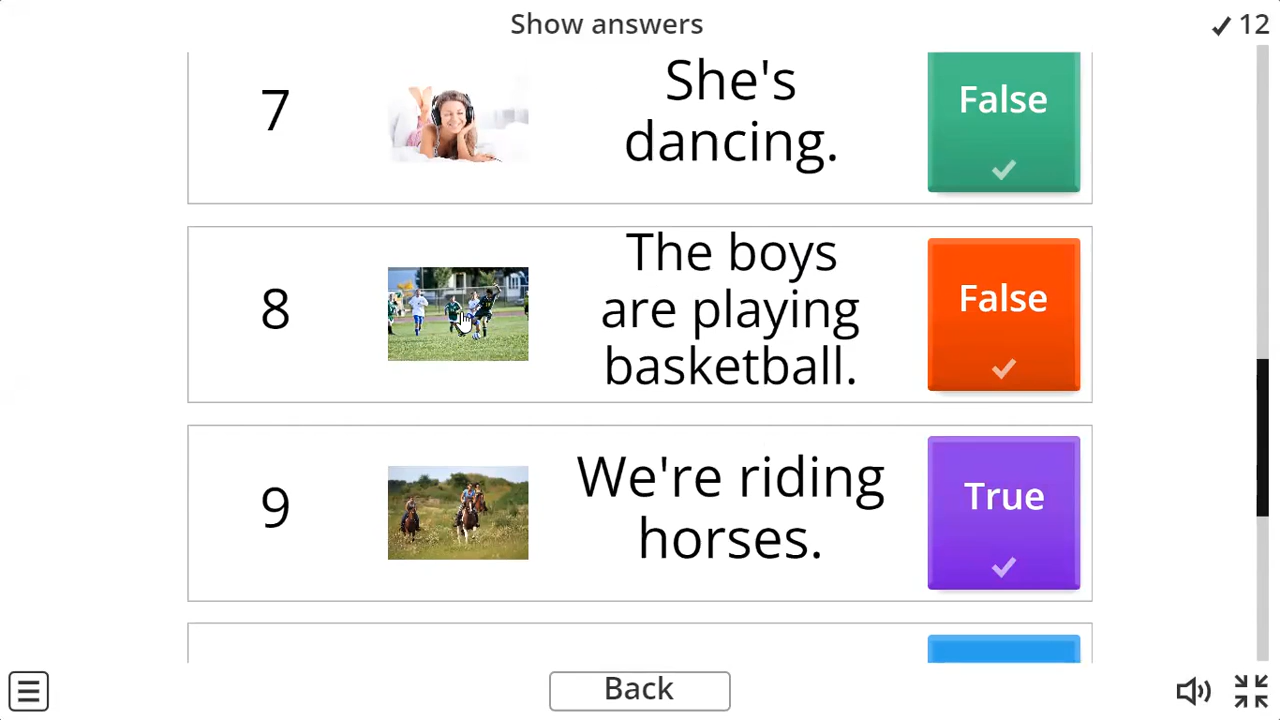 Show answers
12
7
She's
dancing.
False
8
The boys
are playing
basketball.
False
9
We're riding
horses.
True
Back